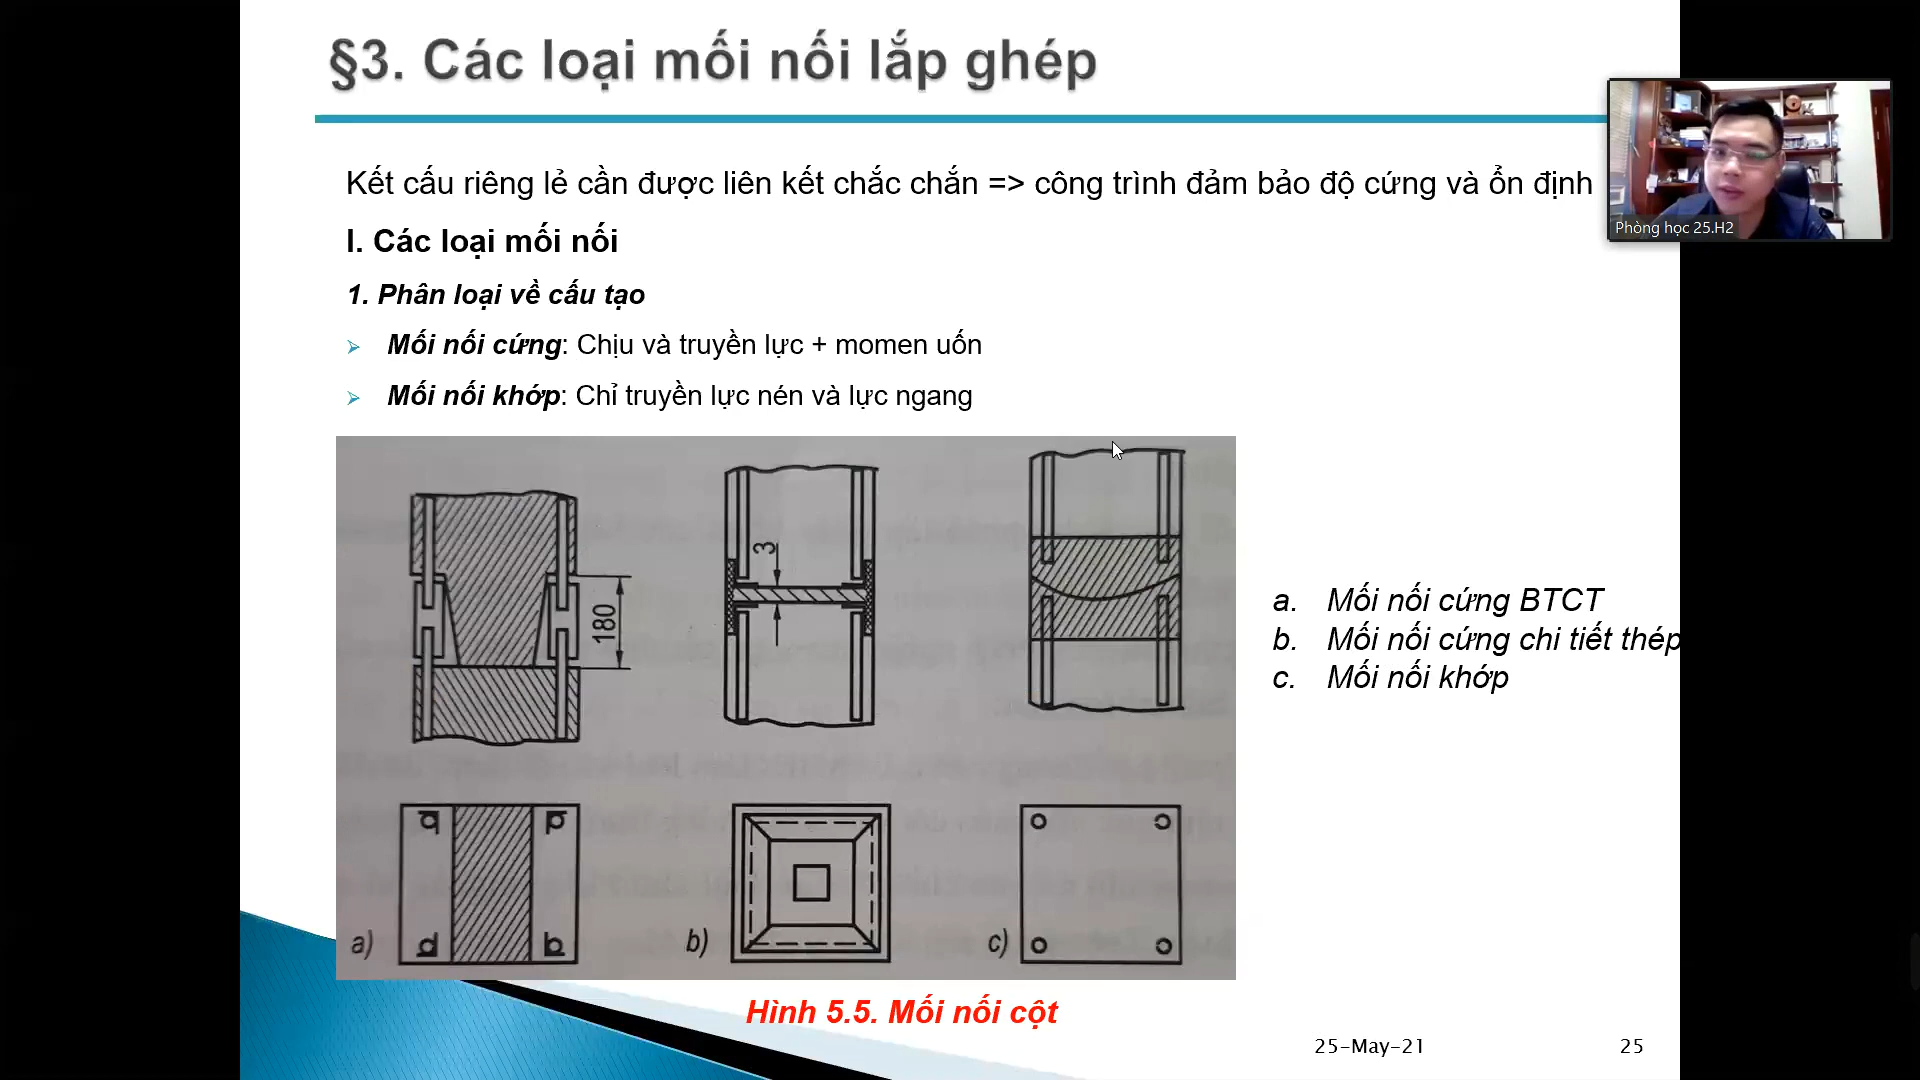 §3. Các loại mối nối lắp ghép
Kết cấu riêng lẻ cần được liên kết chắc chắn => công trình đảm bảo độ cứng và ổn định
Phòng học 25.H2
I. Các loại mối nối
1. Phân loại về cấu tạo
Mối nối cứng: Chịu và truyền lực + momen uốn
Mối nối khớp: Chỉ truyền lực nén và lực ngang
3
180
a. Mối nối cứng BTCT
b. Mối nối cứng chi tiết thép
c. Mối nối khớp
a)
b)
c)
Hình 5.5. Mối nối cột
25-May-21
25